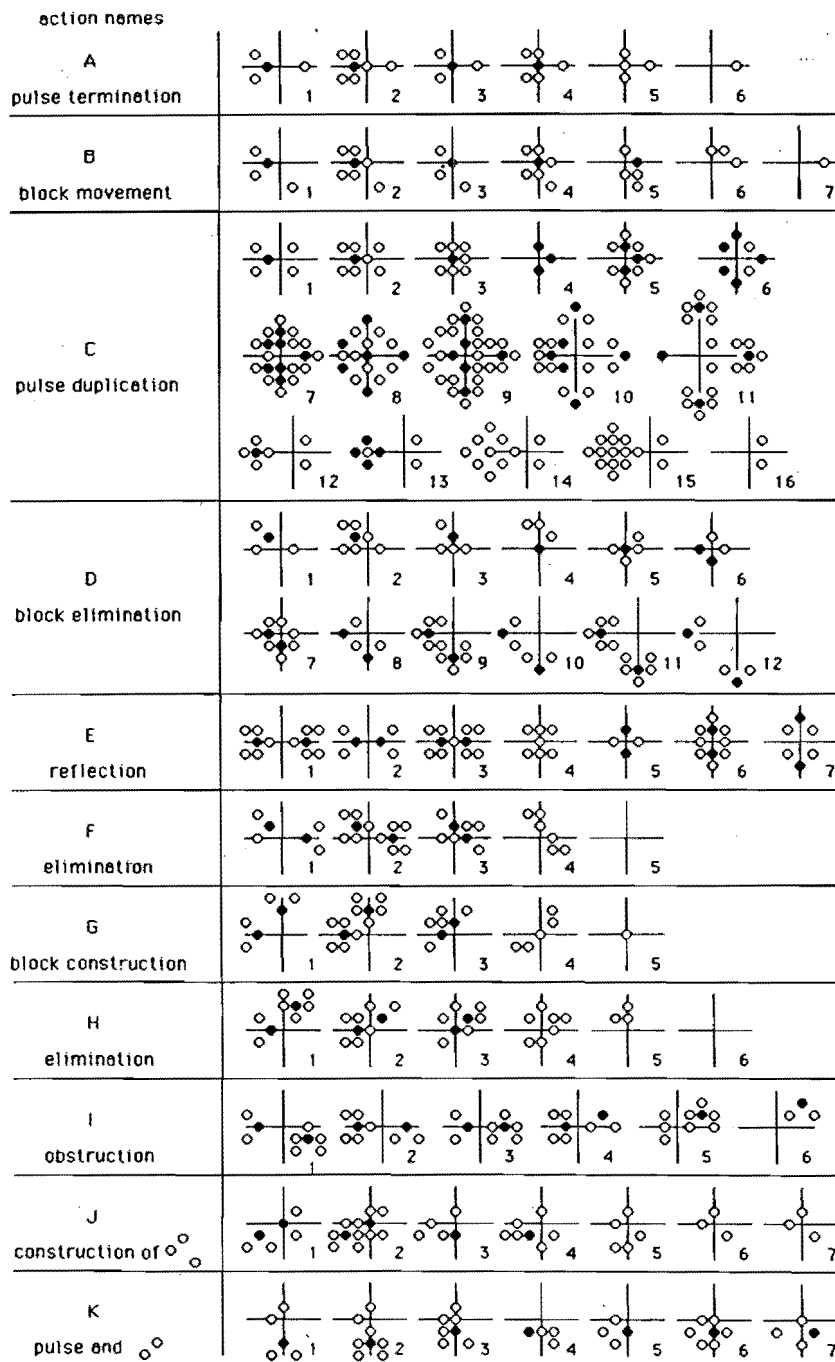 action names
A
pulse termination
1 2 3 4 5 6
B
block movement
1 2 3 4 5 6 7
C
pulse duplication
1 2 3 4 5 6
7 8 9 10 11
12 13 14 15 16
D
block elimination
1 2 3 4 5 6
7 8 9 10 11 12
E
reflection
1 2 3 4 5 6 7
F
elimination
1 2 3 4 5
G
block construction
1 2 3 4 5
H
elimination
1 2 3 4 5 6
I
obstruction
1 2 3 4 5 6
J
construction of
1 2 3 4 5 6 7
K
pulse and
1 2 3 4 5 6 7